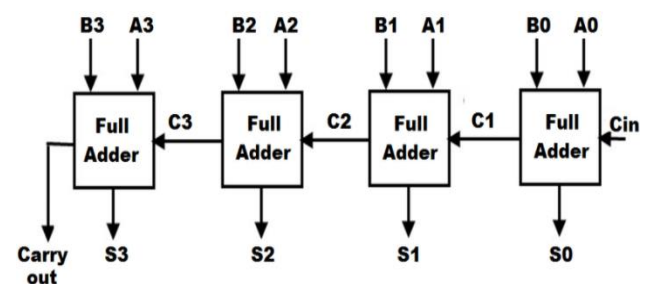 B3 A3 B2 A2 B1 A1 B0 A0
Full Adder
C3
Full Adder
C2
Full Adder
C1
Full Adder
Cin
Carry out
S3 S2 S1 S0